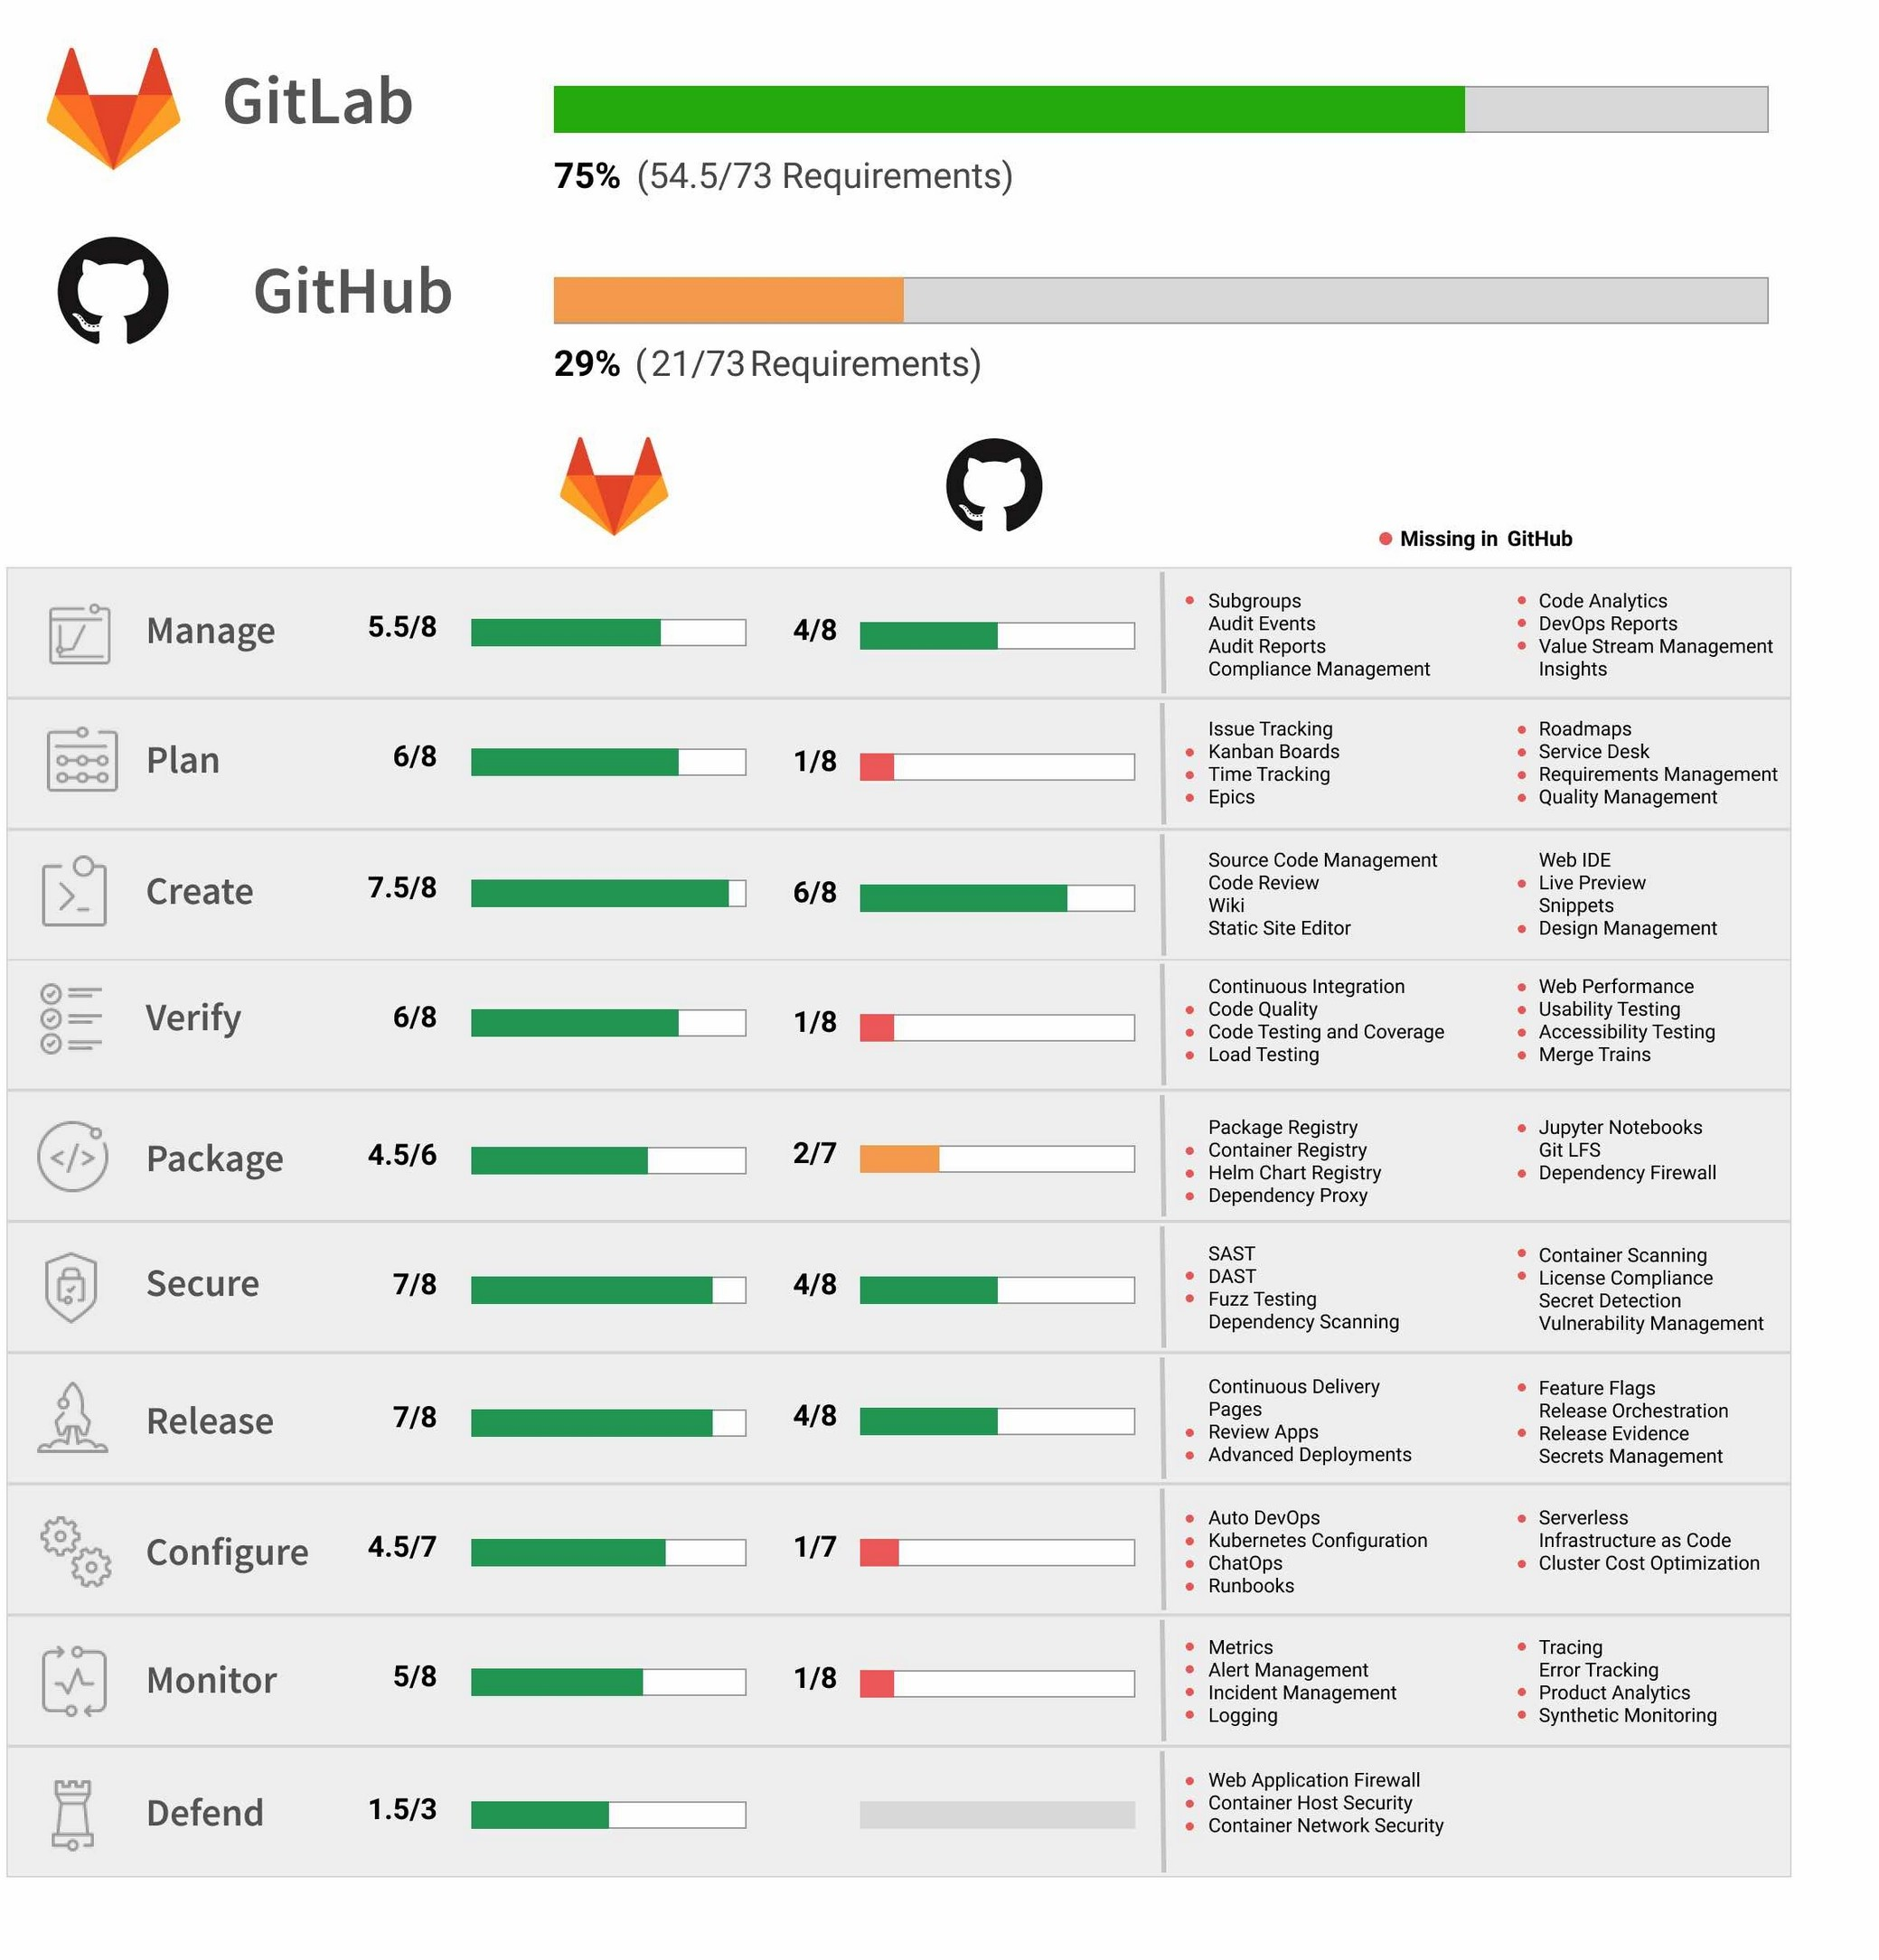 GitLab
75% (54.5/73 Requirements)
GitHub
29% (21/73 Requirements)
Missing in GitHub
Manage
5.5/8
4/8
Subgroups
Audit Events
Audit Reports
Compliance Management
Code Analytics
DevOps Reports
Value Stream Management
Insights
Plan
6/8
1/8
Issue Tracking
Kanban Boards
Time Tracking
Epics
Roadmaps
Service Desk
Requirements Management
Quality Management
Create
7.5/8
6/8
Source Code Management
Code Review
Wiki
Static Site Editor
Web IDE
Live Preview
Snippets
Design Management
Verify
6/8
1/8
Continuous Integration
Code Quality
Code Testing and Coverage
Load Testing
Web Performance
Usability Testing
Accessibility Testing
Merge Trains
Package
4.5/6
2/7
Package Registry
Container Registry
Helm Chart Registry
Dependency Proxy
Jupyter Notebooks
Git LFS
Dependency Firewall
Secure
7/8
4/8
SAST
DAST
Fuzz Testing
Dependency Scanning
Container Scanning
License Compliance
Secret Detection
Vulnerability Management
Release
7/8
4/8
Continuous Delivery
Pages
Review Apps
Advanced Deployments
Feature Flags
Release Orchestration
Release Evidence
Secrets Management
Configure
4.5/7
1/7
Auto DevOps
Kubernetes Configuration
ChatOps
Runbooks
Serverless
Infrastructure as Code
Cluster Cost Optimization
Monitor
5/8
1/8
Metrics
Alert Management
Incident Management
Logging
Tracing
Error Tracking
Product Analytics
Synthetic Monitoring
Defend
1.5/3
Web Application Firewall
Container Host Security
Container Network Security